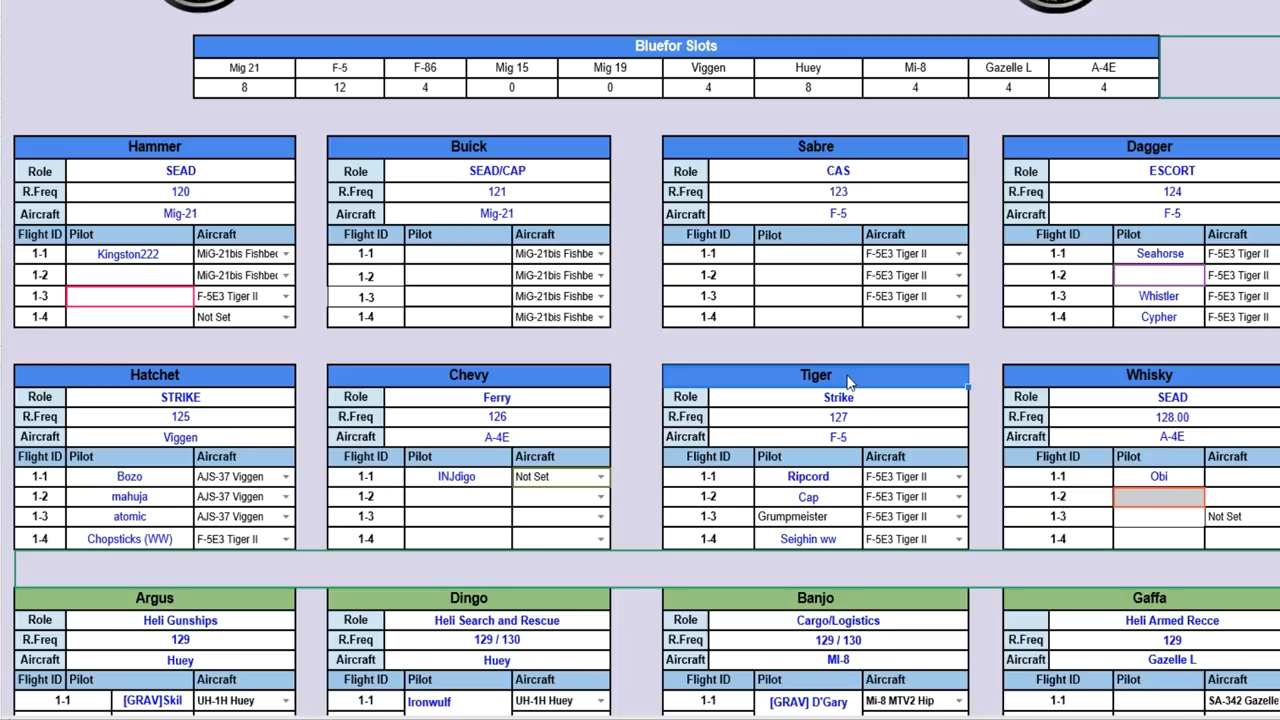 Bluefor Slots
Mig 21 F-5 F-86 Mig 15 Mig 19 Viggen Huey Mi-8 Gazelle L A-4E
8 12 4 0 0 4 8 4 4 4
Hammer Buick Sabre Dagger
Role SEAD Role SEAD/CAP Role CAS Role ESCORT
R.Freq 120 R.Freq 121 R.Freq 123 R.Freq 124
Aircraft Mig-21 Aircraft Mig-21 Aircraft F-5 Aircraft F-5
Flight ID Pilot Aircraft Flight ID Pilot Aircraft Flight ID Pilot Aircraft Flight ID Pilot Aircraft
1-1 Kingston222 MiG-21bis Fishbec 1-1 MiG-21bis Fishbe 1-1 F-5E3 Tiger II 1-1 Seahorse F-5E3 Tiger II
1-2 MiG-21bis Fishbec 1-2 MiG-21bis Fishbe 1-2 F-5E3 Tiger II 1-2 F-5E3 Tiger II
1-3 F-5E3 Tiger II 1-3 MiG-21bis Fishbe 1-3 F-5E3 Tiger II 1-3 Whistler F-5E3 Tiger II
1-4 Not Set 1-4 MiG-21bis Fishbe 1-4 1-4 Cypher F-5E3 Tiger II
Hatchet Chevy Tiger Whisky
Role STRIKE Role Ferry Role Strike Role SEAD
R.Freq 125 R.Freq 126 R.Freq 127 R.Freq 128.00
Aircraft Viggen Aircraft A-4E Aircraft F-5 Aircraft A-4E
Flight ID Pilot Aircraft Flight ID Pilot Aircraft Flight ID Pilot Aircraft Flight ID Pilot Aircraft
1-1 Bozo AJS-37 Viggen 1-1 INJdigo Not Set 1-1 Ripcord F-5E3 Tiger II 1-1 Obi
1-2 mahuja AJS-37 Viggen 1-2 1-2 Cap F-5E3 Tiger II 1-2
1-3 atomic AJS-37 Viggen 1-3 1-3 Grumpmeister F-5E3 Tiger II 1-3 Not Set
1-4 Chopsticks (WW) F-5E3 Tiger II 1-4 1-4 Seighin ww F-5E3 Tiger II 1-4
Argus Dingo Banjo Gaffa
Role Heli Gunships Role Heli Search and Rescue Role Cargo/Logistics Heli Armed Recce
R.Freq 129 R.Freq 129 / 130 R.Freq 129 / 130 R.Freq 129
Aircraft Huey Aircraft Huey Aircraft MI-8 Aircraft Gazelle L
Flight ID Pilot Aircraft Flight ID Pilot Aircraft Flight ID Pilot Aircraft Flight ID Pilot Aircraft
1-1 [GRAV]Skil UH-1H Huey 1-1 Ironwulf UH-1H Huey 1-1 [GRAV] D'Gary Mi-8 MTV2 Hip 1-1 SA-342 Gazelle